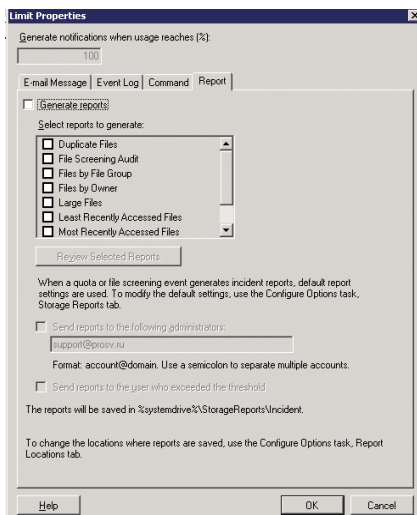 Limit Properties
Generate notifications when usage reaches (%):
100
E-mail Message
Event Log
Command
Report
Generate reports
Select reports to generate:
Duplicate Files
File Screening Audit
Files by File Group
Files by Owner
Large Files
Least Recently Accessed Files
Most Recently Accessed Files
Review Selected Reports
When a quota or file screening event generates incident reports, default report
settings are used. To modify the default settings, use the Configure Options task,
Storage Reports tab.
Send reports to the following administrators:
support@prosv.ru
Format: account@domain. Use a semicolon to separate multiple accounts.
Send reports to the user who exceeded the threshold
The reports will be saved in %systemdrive%\StorageReports\Incident.
To change the locations where reports are saved, use the Configure Options task, Report
Locations tab.
Help
OK
Cancel